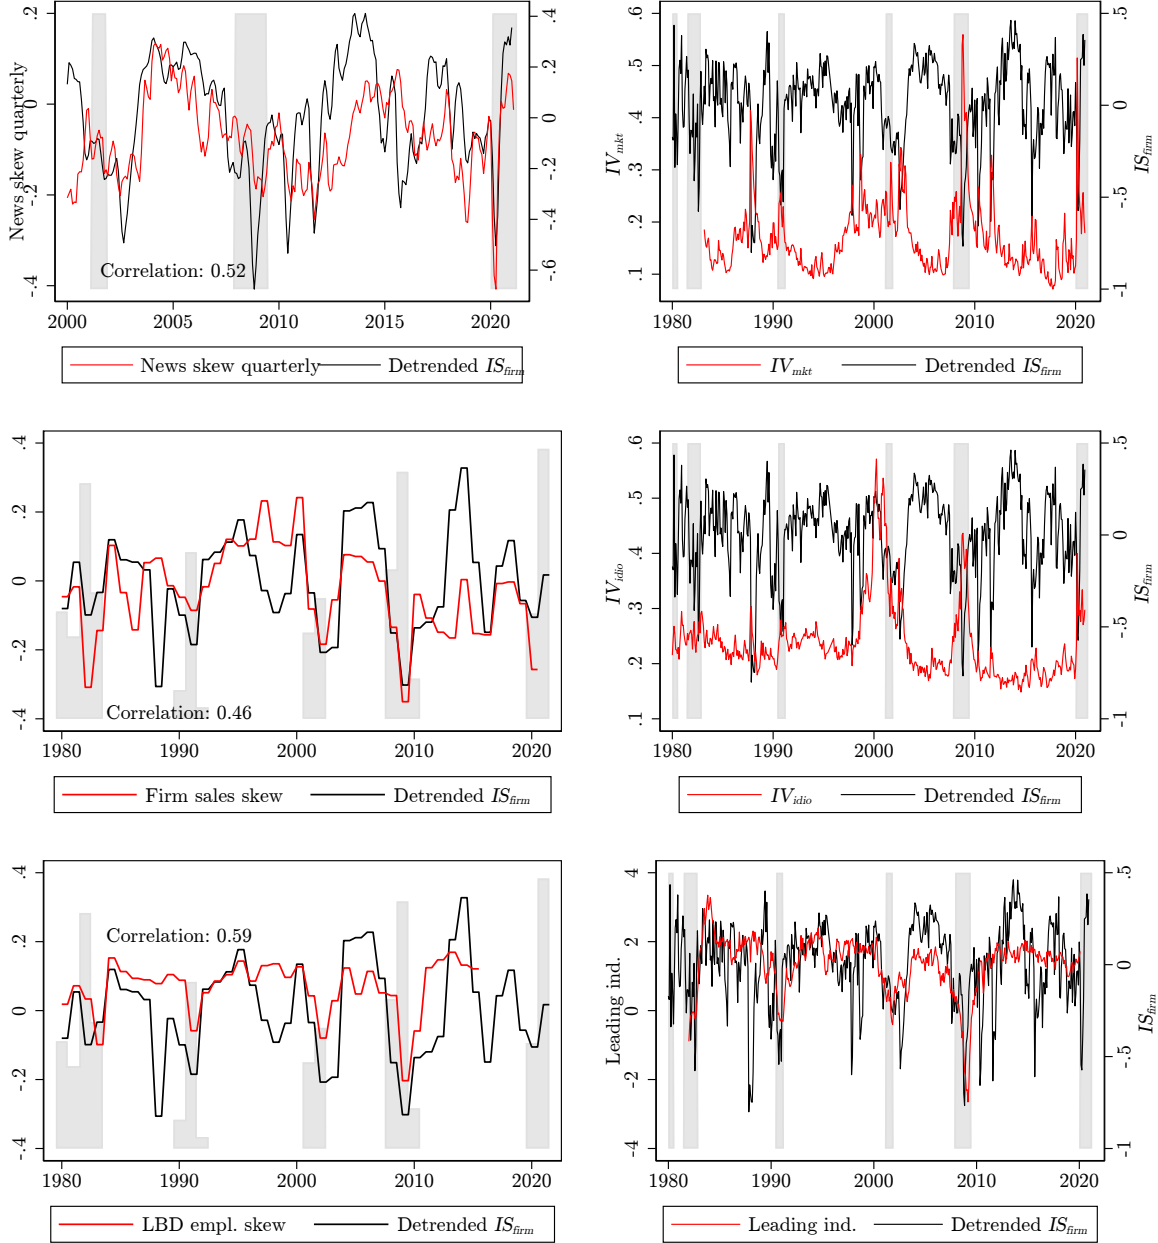 News skew quarterly
.2
0
-.2
-.4
.4
.2
0
-.2
-.4
-.6
Correlation: 0.52
2000 2005 2010 2015 2020
News skew quarterly Detrended IS_firm
IV_mkt
.6
.5
.4
.3
.2
.1
.5
0
-.5
-1
IS_firm
1980 1990 2000 2010 2020
IV_mkt Detrended IS_firm
.4
.2
0
-.2
-.4
Correlation: 0.46
1980 1990 2000 2010 2020
Firm sales skew Detrended IS_firm
IV_idio
.6
.5
.4
.3
.2
.1
.5
0
-.5
-1
IS_firm
1980 1990 2000 2010 2020
IV_idio Detrended IS_firm
.4
.2
0
-.2
-.4
Correlation: 0.59
1980 1990 2000 2010 2020
LBD empl. skew Detrended IS_firm
Leading ind.
4
2
0
-2
-4
.5
0
-.5
-1
IS_firm
1980 1990 2000 2010 2020
Leading ind. Detrended IS_firm